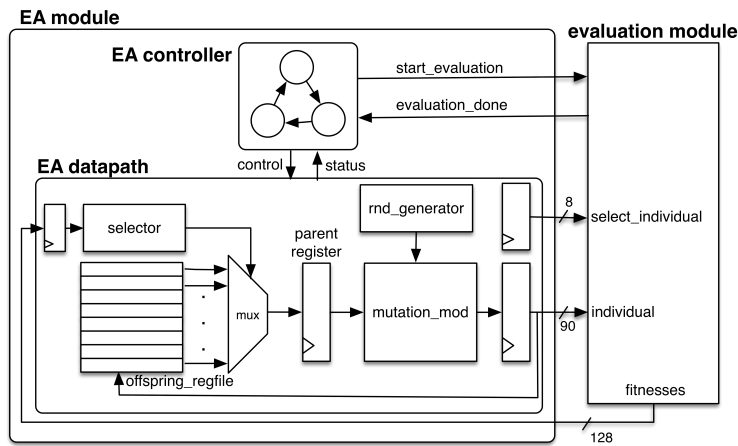 EA module
evaluation module
EA controller
start_evaluation
evaluation_done
control
status
EA datapath
rnd_generator
8
select_individual
selector
parent
register
mux
mutation_mod
individual
90
offspring_regfile
fitnesses
128